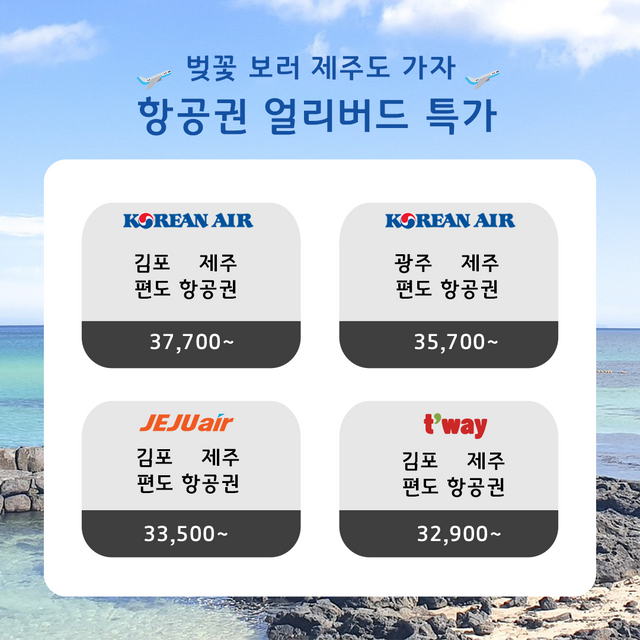 벚꽃 보러 제주도 가자
항공권 얼리버드 특가
KOREAN AIR
김포 제주
편도 항공권
37,700~
KOREAN AIR
광주 제주
편도 항공권
35,700~
JEJUair
김포 제주
편도 항공권
33,500~
t'way
김포 제주
편도 항공권
32,900~